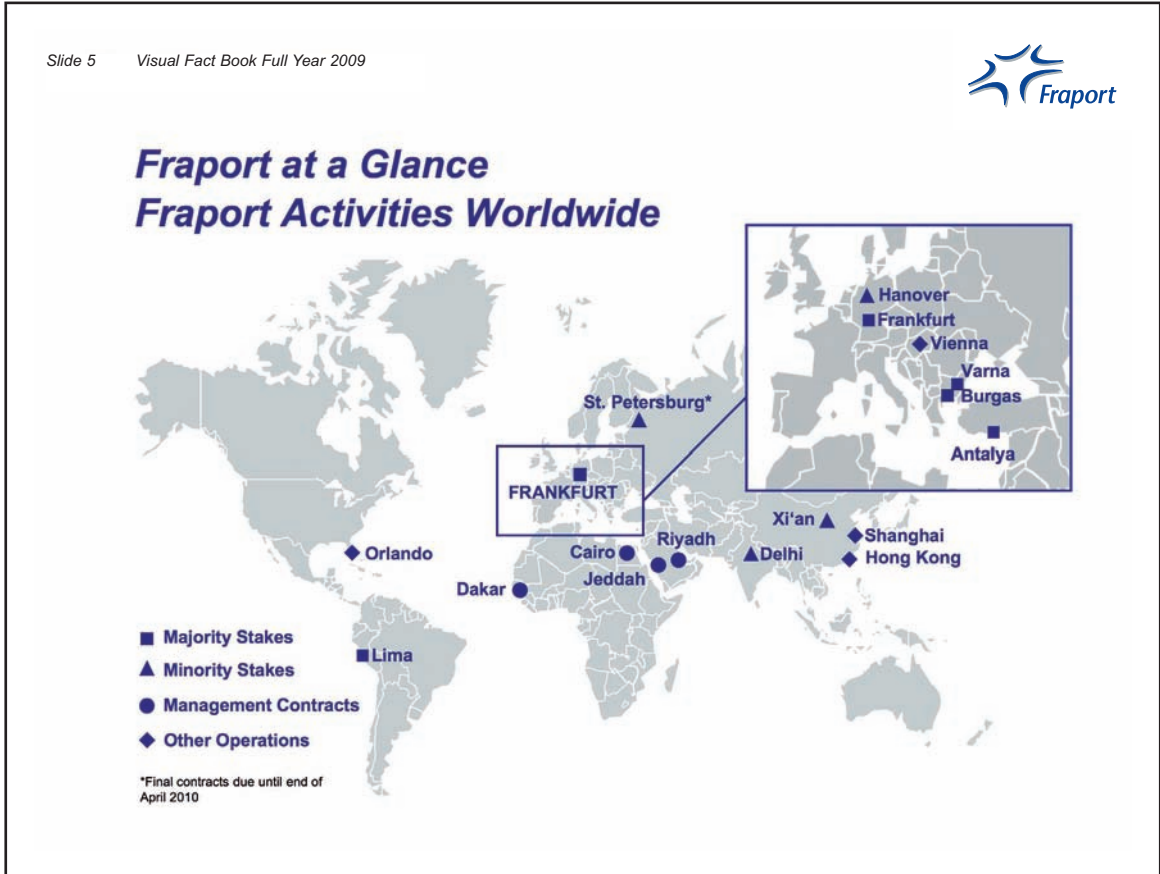 Slide 5 Visual Fact Book Full Year 2009
Fraport
Fraport at a Glance
Fraport Activities Worldwide
Hanover
Frankfurt
Vienna
Varna
Burgas
Antalya
St. Petersburg*
FRANKFURT
Xi‘an
Shanghai
Orlando
Cairo
Riyadh
Delhi
Hong Kong
Jeddah
Dakar
Lima
Majority Stakes
Minority Stakes
Management Contracts
Other Operations
*Final contracts due until end of
April 2010